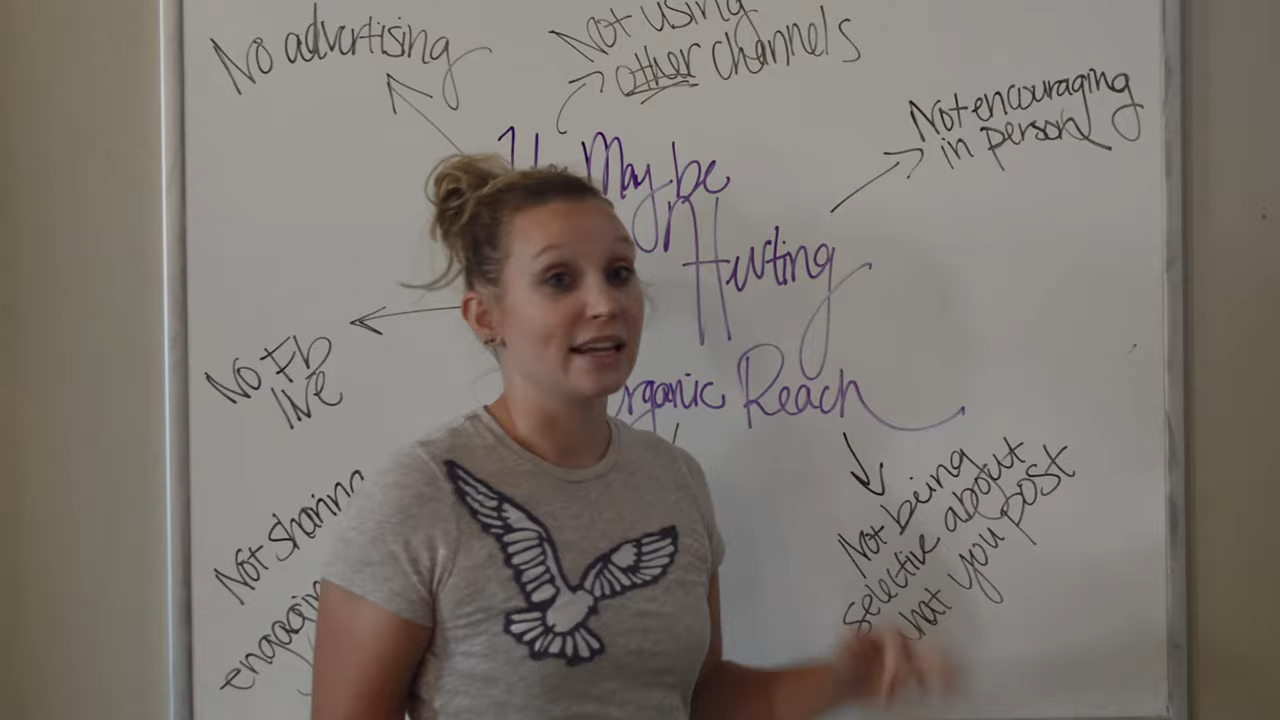 No advertising
Not using
other channels
Not encouraging
in person
May be
Hurting
Organic Reach
No Fb
live
Not being
selective about
what you post
Not sharing
engaging